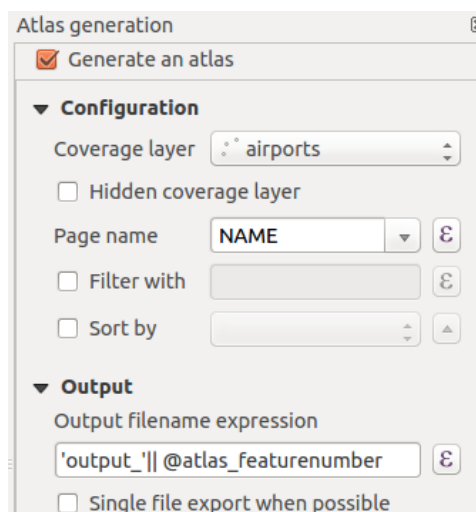 Atlas generation
Generate an atlas
Configuration
Coverage layer airports
Hidden coverage layer
Page name NAME ε
Filter with ε
Sort by
Output
Output filename expression
'output_'|| @atlas_featurenumber ε
Single file export when possible